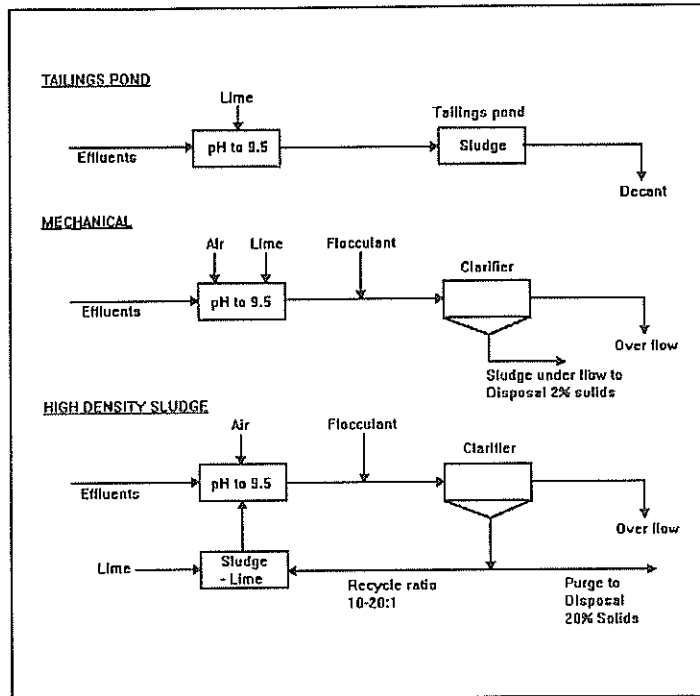 TAILINGS POND
Lime
Tailings pond
Effluents
pH to 9.5
Sludge
Decant
MECHANICAL
Air
Lime
Flocculant
Clarifier
Effluents
pH to 9.5
Over flow
Sludge under flow to
Disposal 2% solids
HIGH DENSITY SLUDGE
Air
Flocculant
Clarifier
Effluents
pH to 9.5
Over flow
Lime
Sludge
- Lime
Recycle ratio
10-20:1
Purge to
Disposal
20% Solids